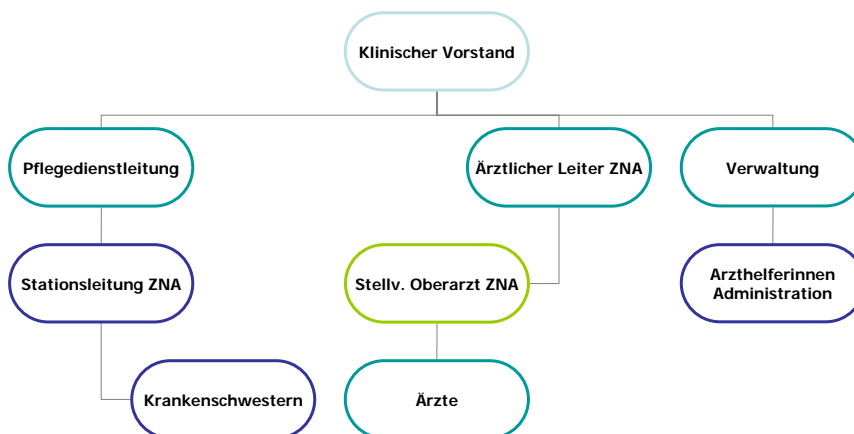 Klinischer Vorstand
Pflegedienstleitung
Ärztlicher Leiter ZNA
Verwaltung
Stationsleitung ZNA
Stellv. Oberarzt ZNA
Arzthelferinnen
Administration
Krankenschwestern
Ärzte